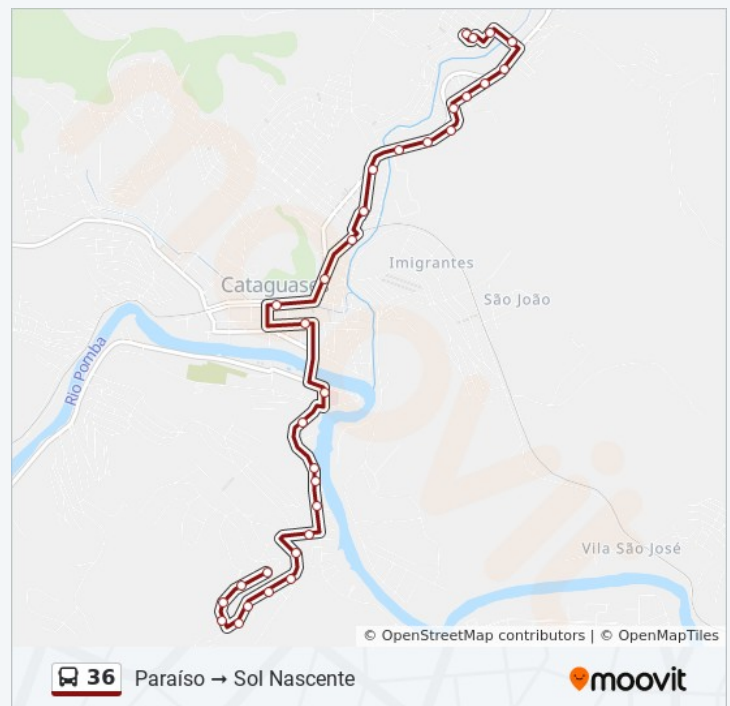 Cataguases
Imigrantes
São João
Rio Pomba
Vila São José
© OpenStreetMap contributors | © OpenMapTiles
36 Paraíso → Sol Nascente
moovit